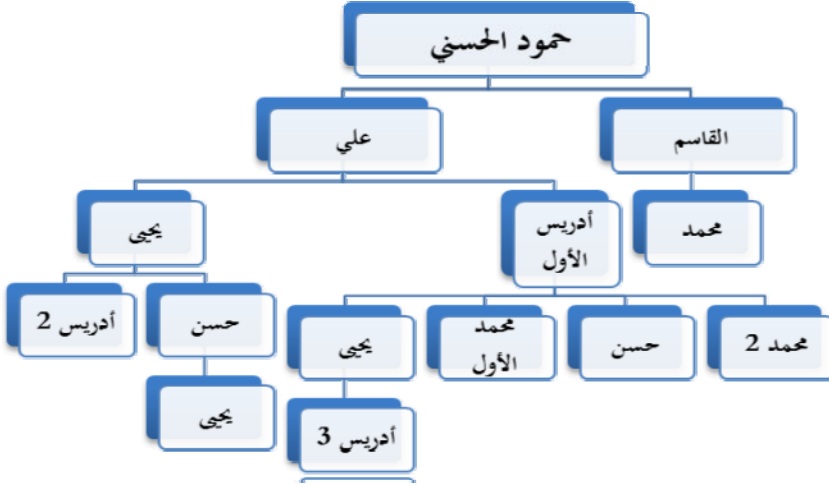 حمود الحسني
القاسم
علي
محمد
أدريس
الأول
يحيى
محمد 2
حسن
محمد
الأول
يحيى
حسن
أدريس 2
أدريس 3
يحيى